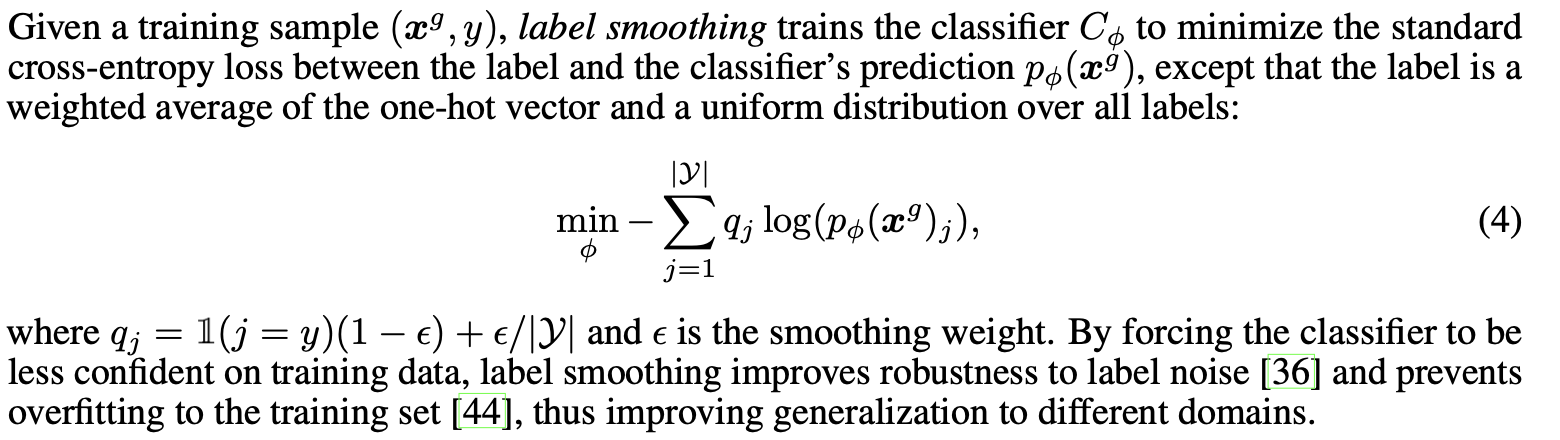 Given a training sample (𝒙ᵍ, y), label smoothing trains the classifier C_ϕ to minimize the standard
cross-entropy loss between the label and the classifier's prediction p_ϕ(𝒙ᵍ), except that the label is a
weighted average of the one-hot vector and a uniform distribution over all labels:
min_ϕ − ∑_{j=1}^{|𝒴|} q_j log(p_ϕ(𝒙ᵍ)_j), (4)
where q_j = 𝟙(j = y)(1 − ϵ) + ϵ/|𝒴| and ϵ is the smoothing weight. By forcing the classifier to be
less confident on training data, label smoothing improves robustness to label noise [36] and prevents
overfitting to the training set [44], thus improving generalization to different domains.